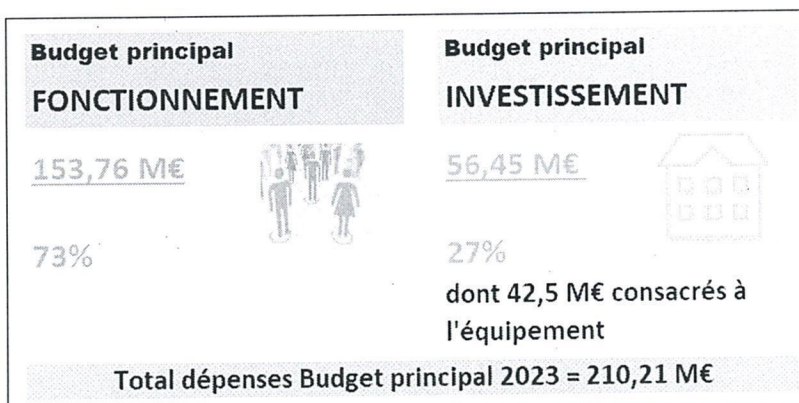 Budget principal
FONCTIONNEMENT
153,76 M€
73%
Budget principal
INVESTISSEMENT
56,45 M€
27%
dont 42,5 M€ consacrés à
l'équipement
Total dépenses Budget principal 2023 = 210,21 M€